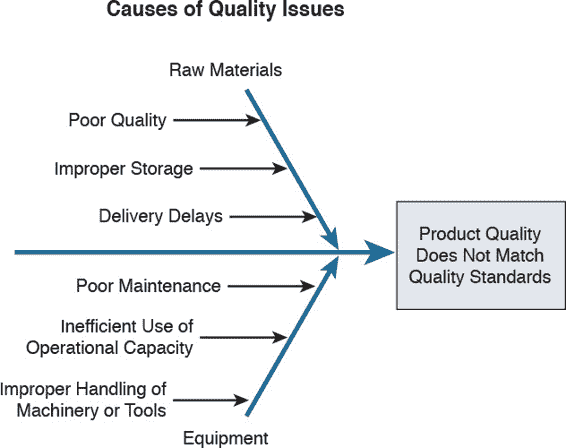 Causes of Quality Issues
Raw Materials
Poor Quality
Improper Storage
Delivery Delays
Product Quality
Does Not Match
Quality Standards
Poor Maintenance
Inefficient Use of
Operational Capacity
Improper Handling of
Machinery or Tools
Equipment